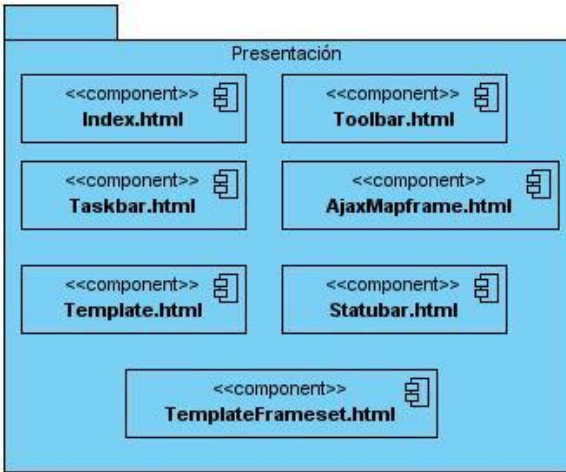 Presentación
<<component>>
Index.html
<<component>>
Toolbar.html
<<component>>
Taskbar.html
<<component>>
AjaxMapframe.html
<<component>>
Template.html
<<component>>
Statubar.html
<<component>>
TemplateFrameset.html